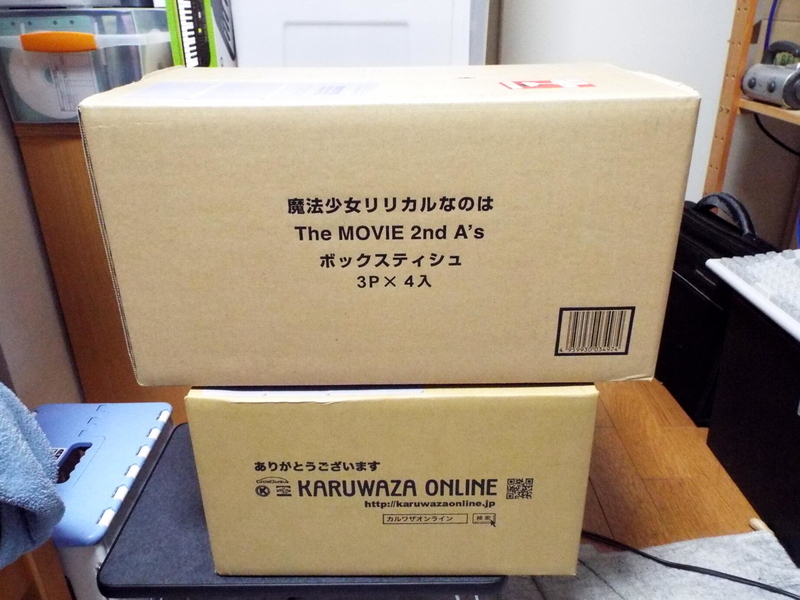 魔法少女リリカルなのは
The MOVIE 2nd A's
ボックスティシュ
3P×4入
ありがとうございます
KARUWAZA ONLINE
http://karuwazaonline.jp
カルワザオンライン 検索